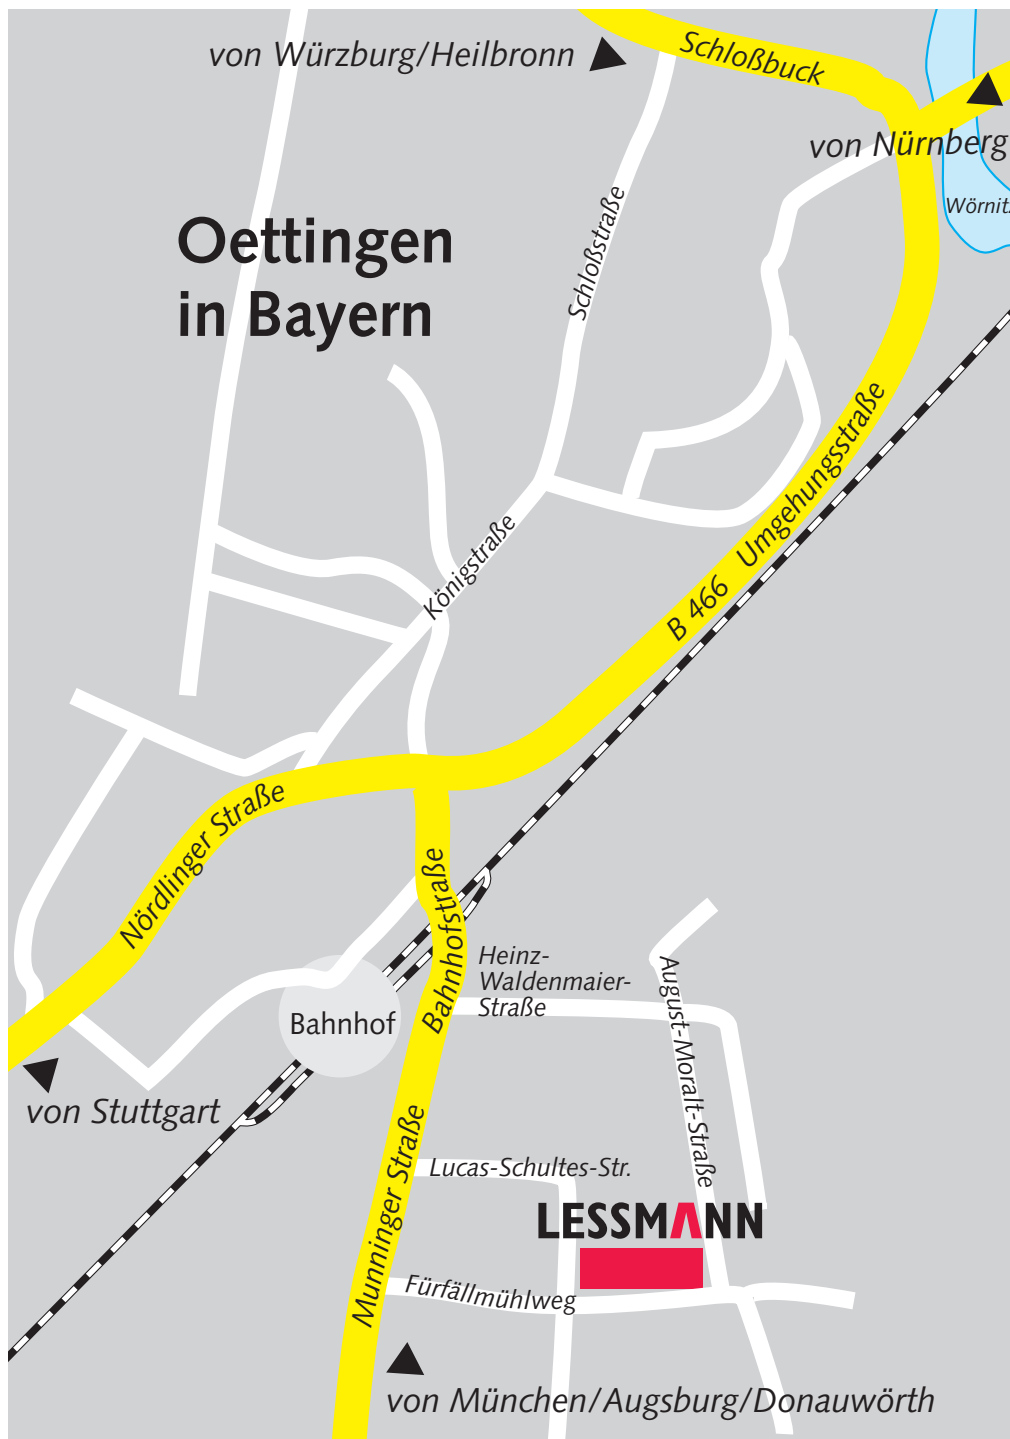 von Würzburg/Heilbronn
Schloßbuck
von Nürnberg
Wörnitz
Schloßstraße
Oettingen
in Bayern
B 466 Umgehungsstraße
Königstraße
Nördlinger Straße
Bahnhofstraße
Heinz-
Waldenmaier-
Straße
August-Moralt-Straße
Bahnhof
von Stuttgart
Munninger Straße
Lucas-Schultes-Str.
LESSMANN
Fürfällmühlweg
von München/Augsburg/Donauwörth